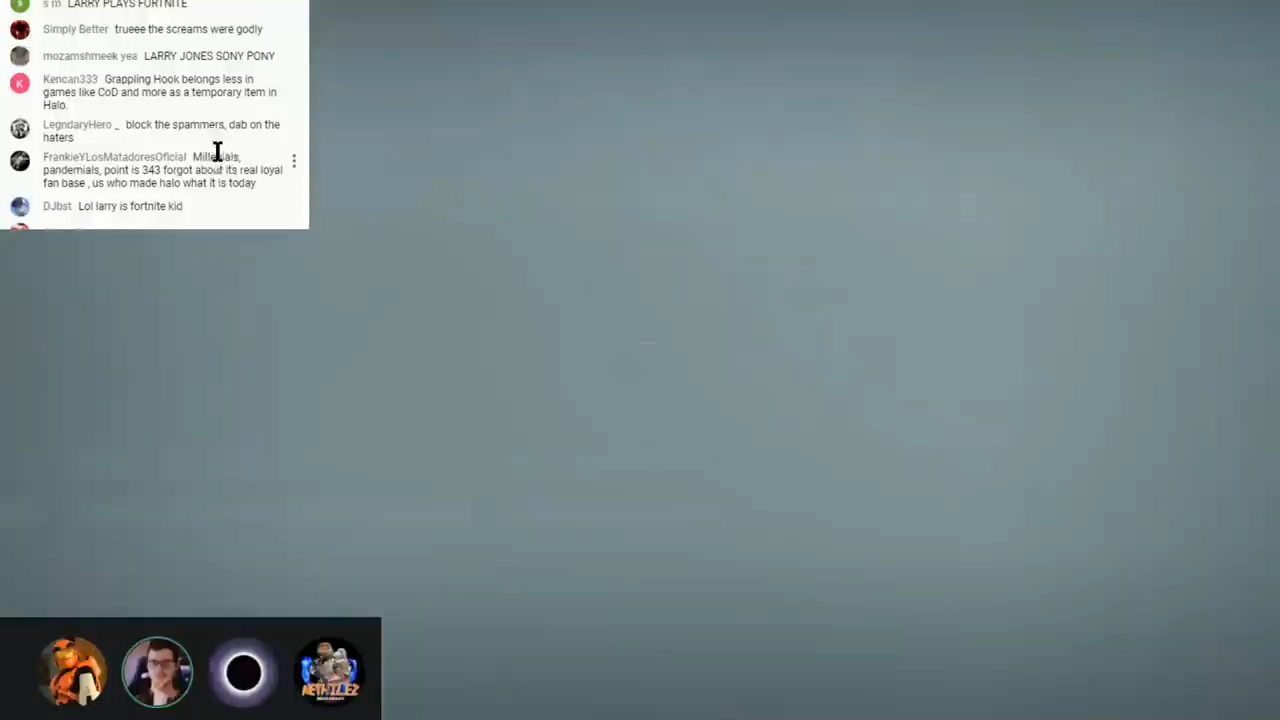 s m LARRY PLAYS FORTNITE
Simply Better trueee the screams were godly
mozamshmeek yea LARRY JONES SONY PONY
K Kencan333 Grappling Hook belongs less in
games like CoD and more as a temporary item in
Halo.
LegndaryHero _ block the spammers, dab on the
haters
FrankieYLosMatadoresOficial Millenials,
pandemials, point is 343 forgot about its real loyal
fan base , us who made halo what it is today
DJbst Lol larry is fortnite kid